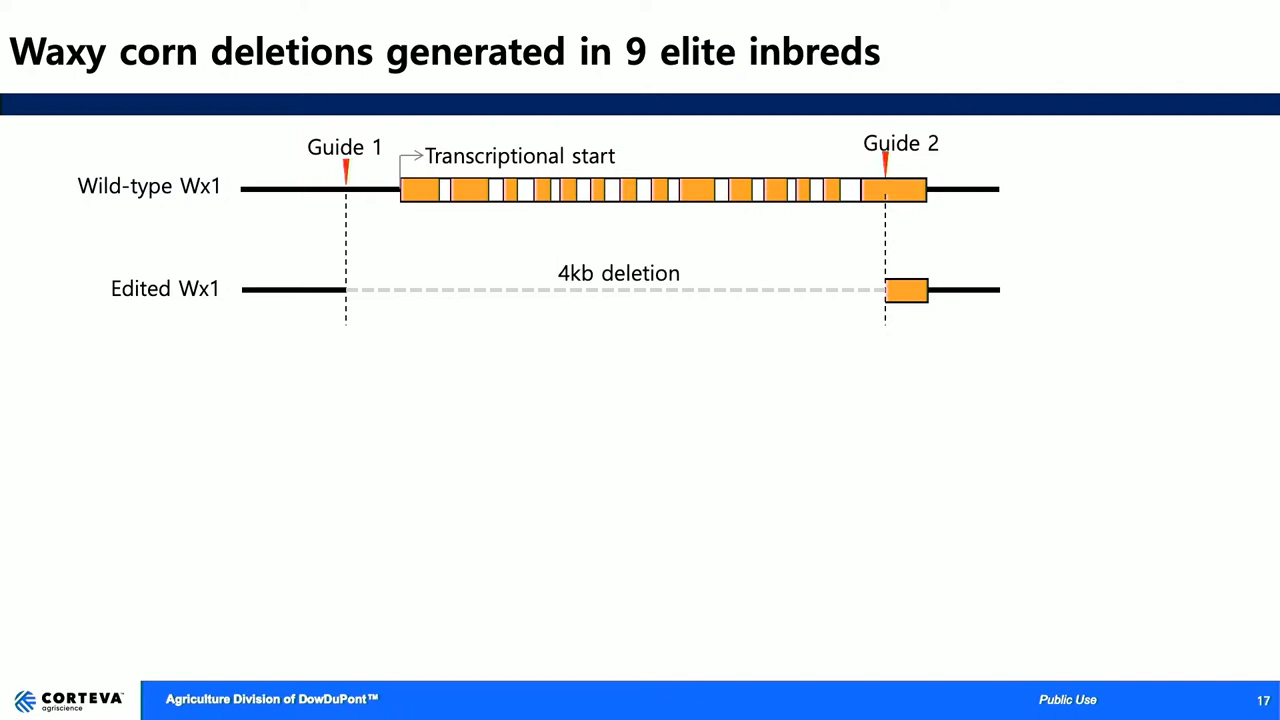 Waxy corn deletions generated in 9 elite inbreds
Guide 1
Transcriptional start
Guide 2
Wild-type Wx1
4kb deletion
Edited Wx1
CORTEVA™
agriscience
Agriculture Division of DowDuPont™
Public Use
17